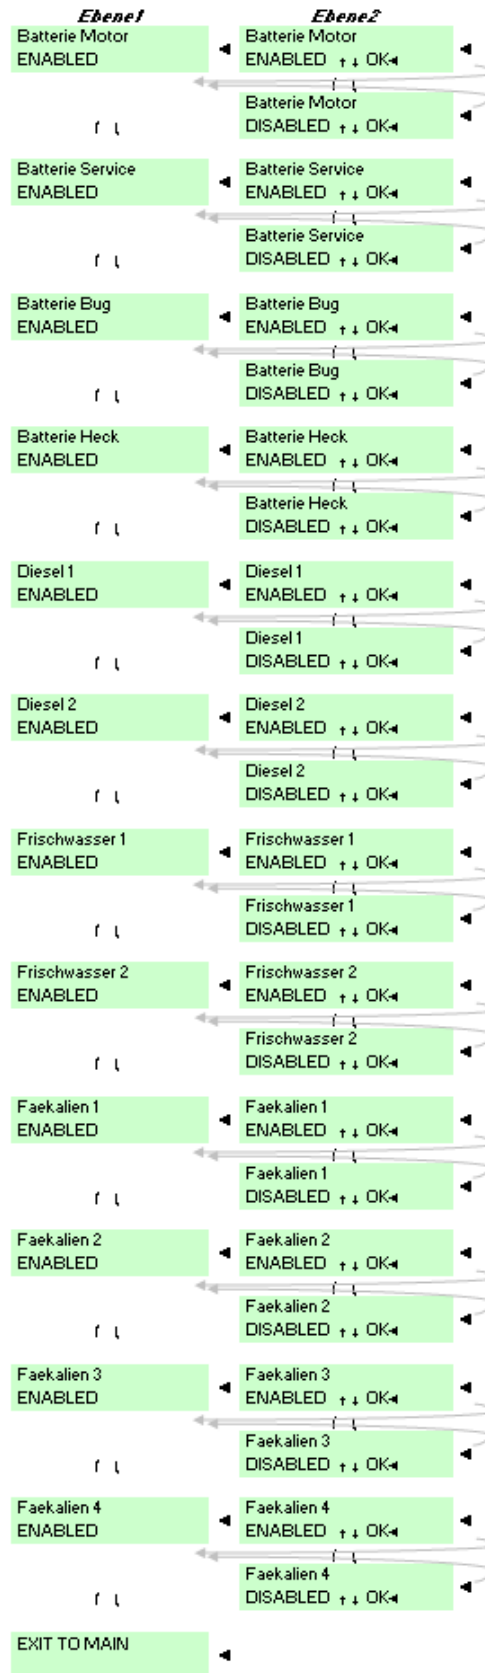 Ebene1 Ebene2
Batterie Motor Batterie Motor
ENABLED ENABLED ↑ ↓ OK◄
Batterie Motor
DISABLED ↑ ↓ OK◄
Batterie Service Batterie Service
ENABLED ENABLED ↑ ↓ OK◄
Batterie Service
DISABLED ↑ ↓ OK◄
Batterie Bug Batterie Bug
ENABLED ENABLED ↑ ↓ OK◄
Batterie Bug
DISABLED ↑ ↓ OK◄
Batterie Heck Batterie Heck
ENABLED ENABLED ↑ ↓ OK◄
Batterie Heck
DISABLED ↑ ↓ OK◄
Diesel 1 Diesel 1
ENABLED ENABLED ↑ ↓ OK◄
Diesel 1
DISABLED ↑ ↓ OK◄
Diesel 2 Diesel 2
ENABLED ENABLED ↑ ↓ OK◄
Diesel 2
DISABLED ↑ ↓ OK◄
Frischwasser 1 Frischwasser 1
ENABLED ENABLED ↑ ↓ OK◄
Frischwasser 1
DISABLED ↑ ↓ OK◄
Frischwasser 2 Frischwasser 2
ENABLED ENABLED ↑ ↓ OK◄
Frischwasser 2
DISABLED ↑ ↓ OK◄
Faekalien 1 Faekalien 1
ENABLED ENABLED ↑ ↓ OK◄
Faekalien 1
DISABLED ↑ ↓ OK◄
Faekalien 2 Faekalien 2
ENABLED ENABLED ↑ ↓ OK◄
Faekalien 2
DISABLED ↑ ↓ OK◄
Faekalien 3 Faekalien 3
ENABLED ENABLED ↑ ↓ OK◄
Faekalien 3
DISABLED ↑ ↓ OK◄
Faekalien 4 Faekalien 4
ENABLED ENABLED ↑ ↓ OK◄
Faekalien 4
DISABLED ↑ ↓ OK◄
EXIT TO MAIN